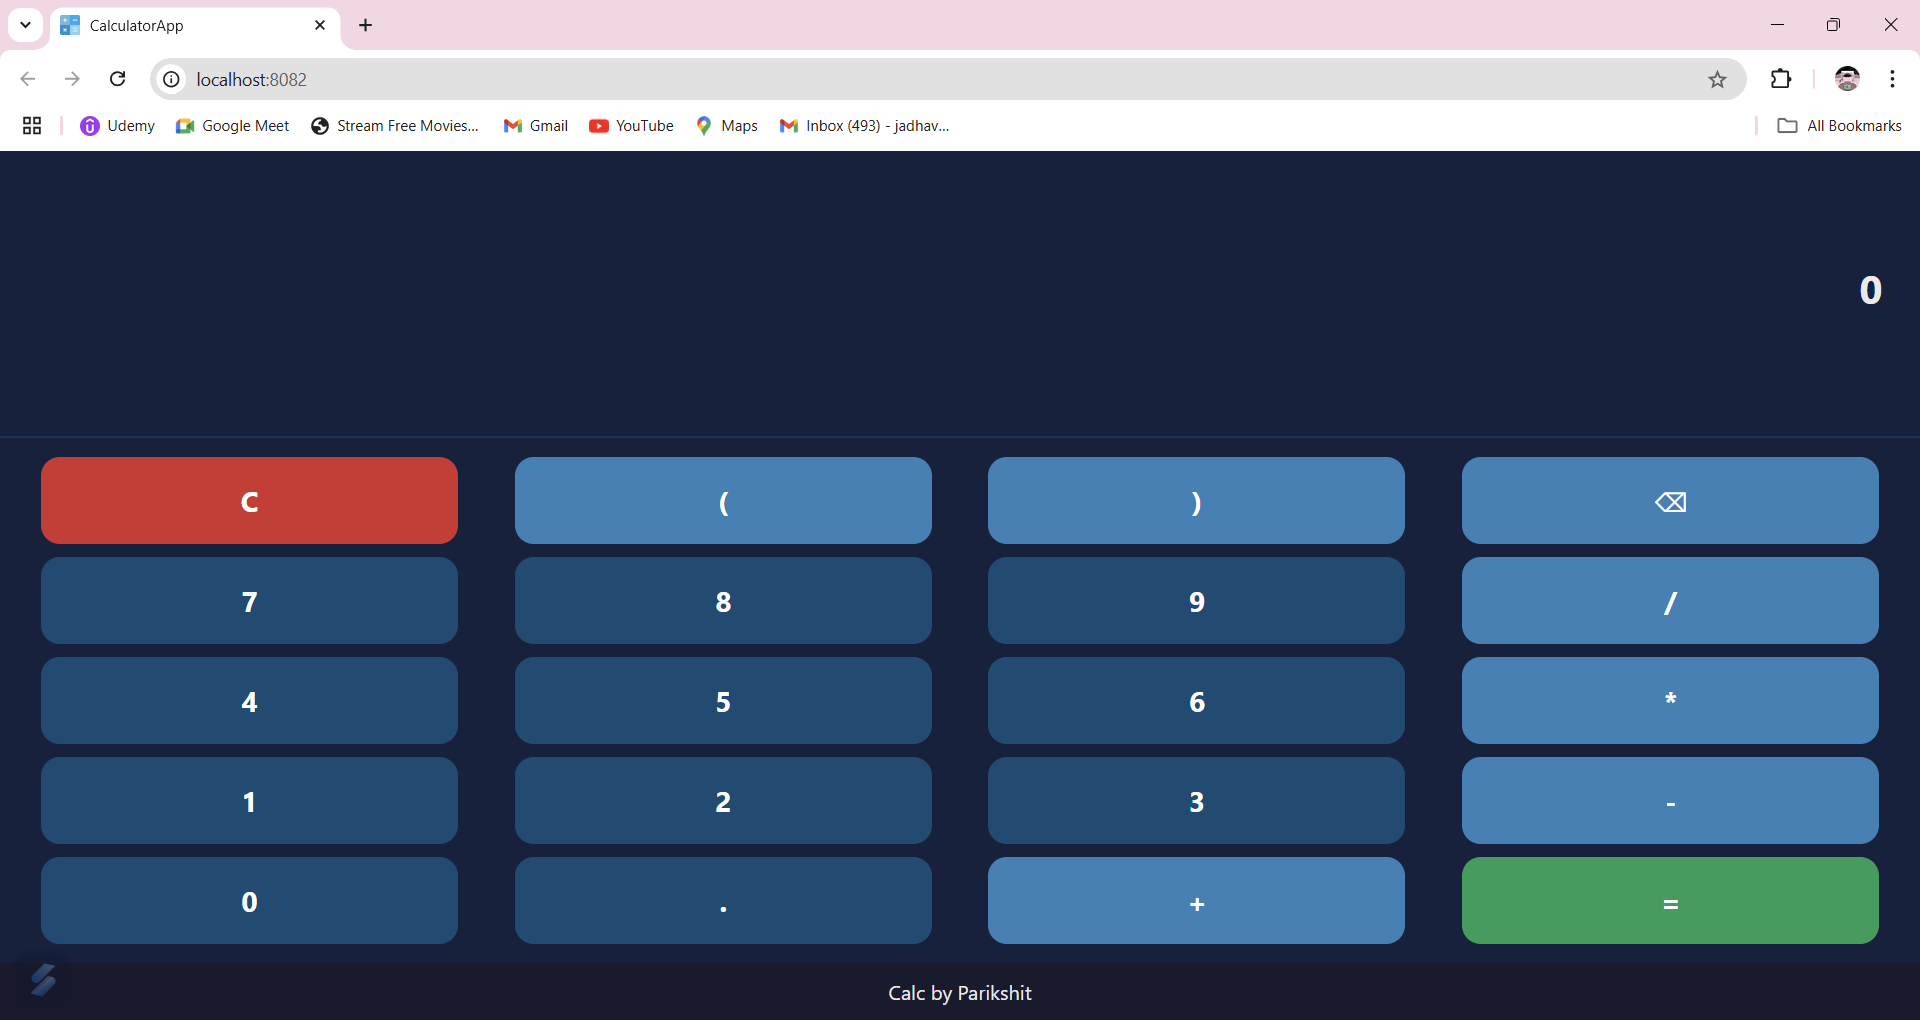 CalculatorApp
localhost:8082
Udemy Google Meet Stream Free Movies... Gmail YouTube Maps Inbox (493) - jadhav... All Bookmarks
0
C ( ) ⌫
7 8 9 /
4 5 6 *
1 2 3 -
0 . + =
Calc by Parikshit